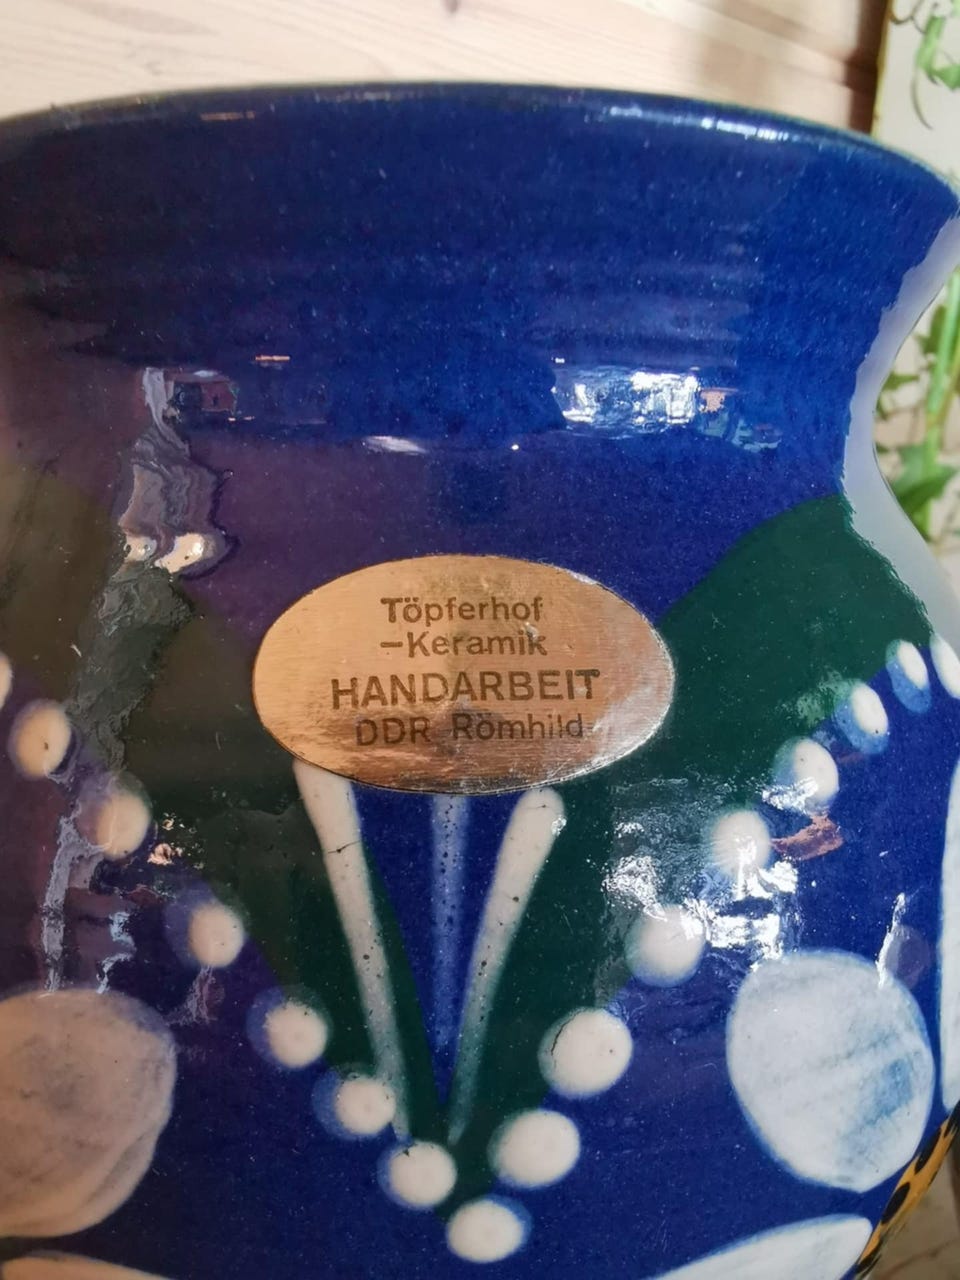 Töpferhof
-Keramik
HANDARBEIT
DDR Römhild